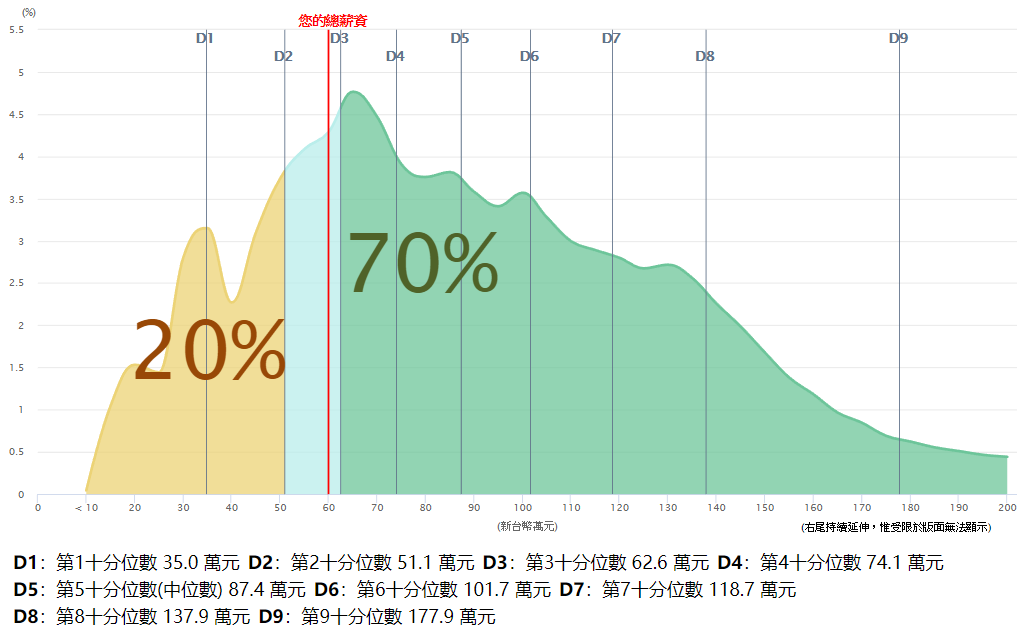 (%)
您的總薪資
5.5
D1
D3
D5
D7
D9
D2
D4
D6
D8
5
4.5
4
3.5
3
2.5
2
1.5
1
0.5
0
70%
20%
0
< 10
20
30
40
50
60
70
80
90
100
110
120
130
140
150
160
170
180
190
200
(新台幣萬元)
(右尾持續延伸，惟受限於版面無法顯示)
D1：第1十分位數 35.0 萬元 D2：第2十分位數 51.1 萬元 D3：第3十分位數 62.6 萬元 D4：第4十分位數 74.1 萬元
D5：第5十分位數(中位數) 87.4 萬元 D6：第6十分位數 101.7 萬元 D7：第7十分位數 118.7 萬元
D8：第8十分位數 137.9 萬元 D9：第9十分位數 177.9 萬元